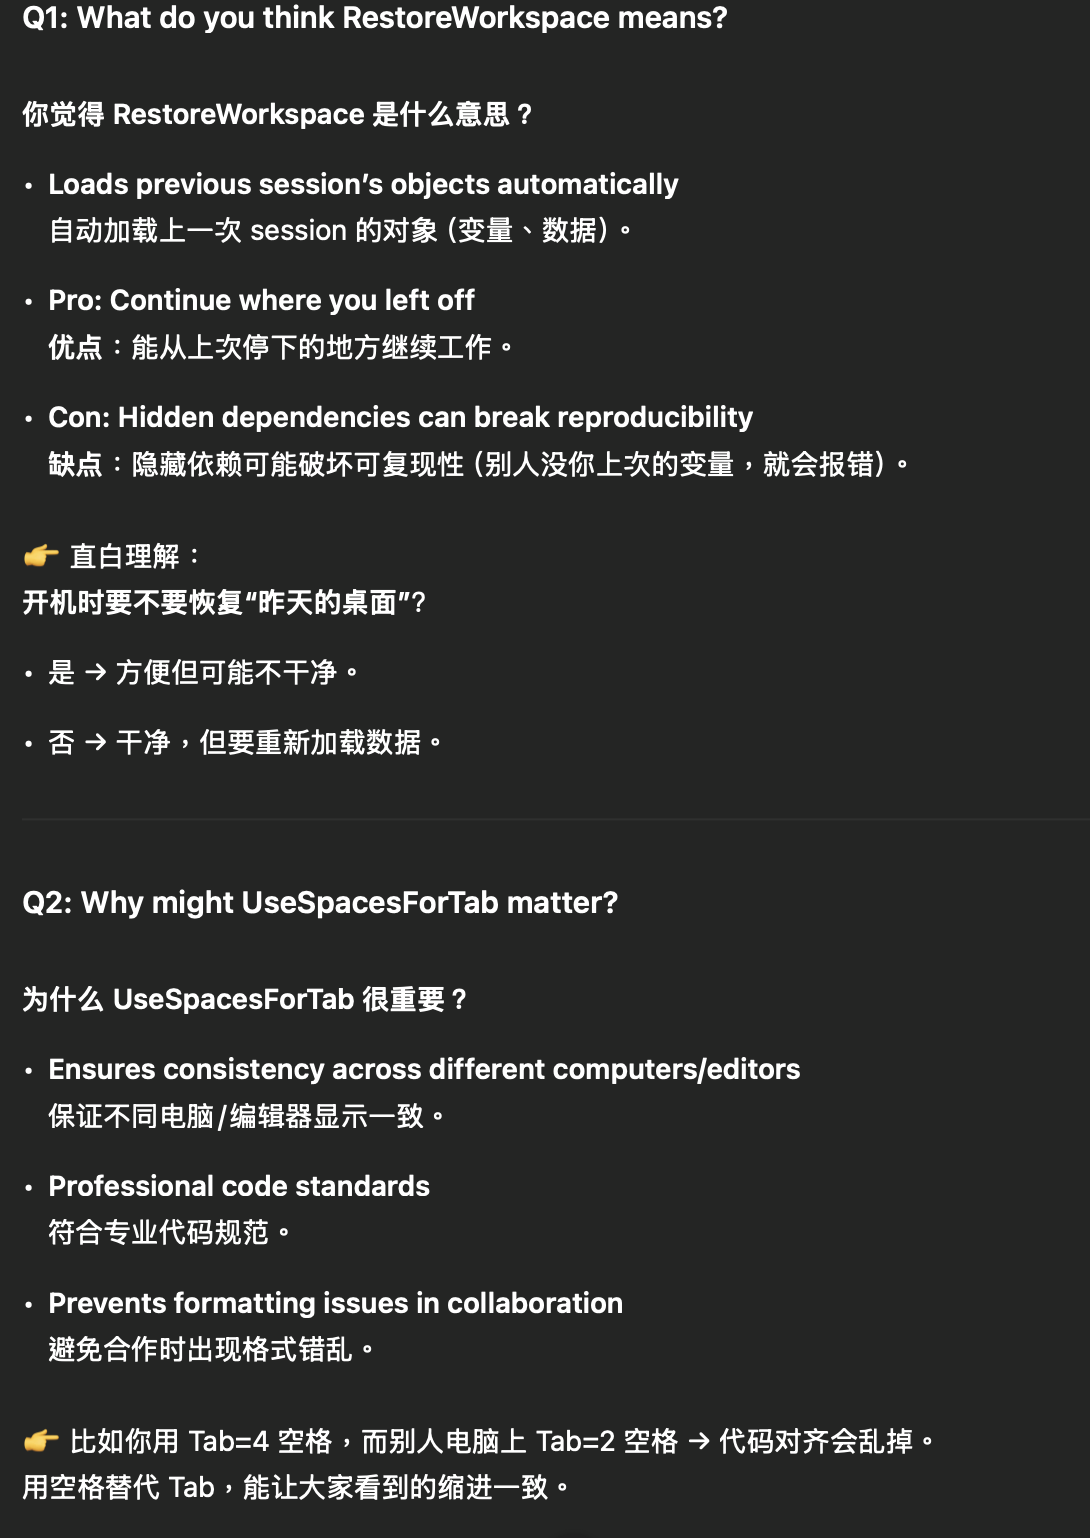 Q1: What do you think RestoreWorkspace means?
你觉得 RestoreWorkspace 是什么意思？
• Loads previous session’s objects automatically
自动加载上一次 session 的对象（变量、数据）。
• Pro: Continue where you left off
优点：能从上次停下的地方继续工作。
• Con: Hidden dependencies can break reproducibility
缺点：隐藏依赖可能破坏可复现性（别人没你上次的变量，就会报错）。
👉 直白理解：
开机时要不要恢复“昨天的桌面”？
• 是 → 方便但可能不干净。
• 否 → 干净，但要重新加载数据。
Q2: Why might UseSpacesForTab matter?
为什么 UseSpacesForTab 很重要？
• Ensures consistency across different computers/editors
保证不同电脑/编辑器显示一致。
• Professional code standards
符合专业代码规范。
• Prevents formatting issues in collaboration
避免合作时出现格式错乱。
👉 比如你用 Tab=4 空格，而别人电脑上 Tab=2 空格 → 代码对齐会乱掉。
用空格替代 Tab，能让大家看到的缩进一致。